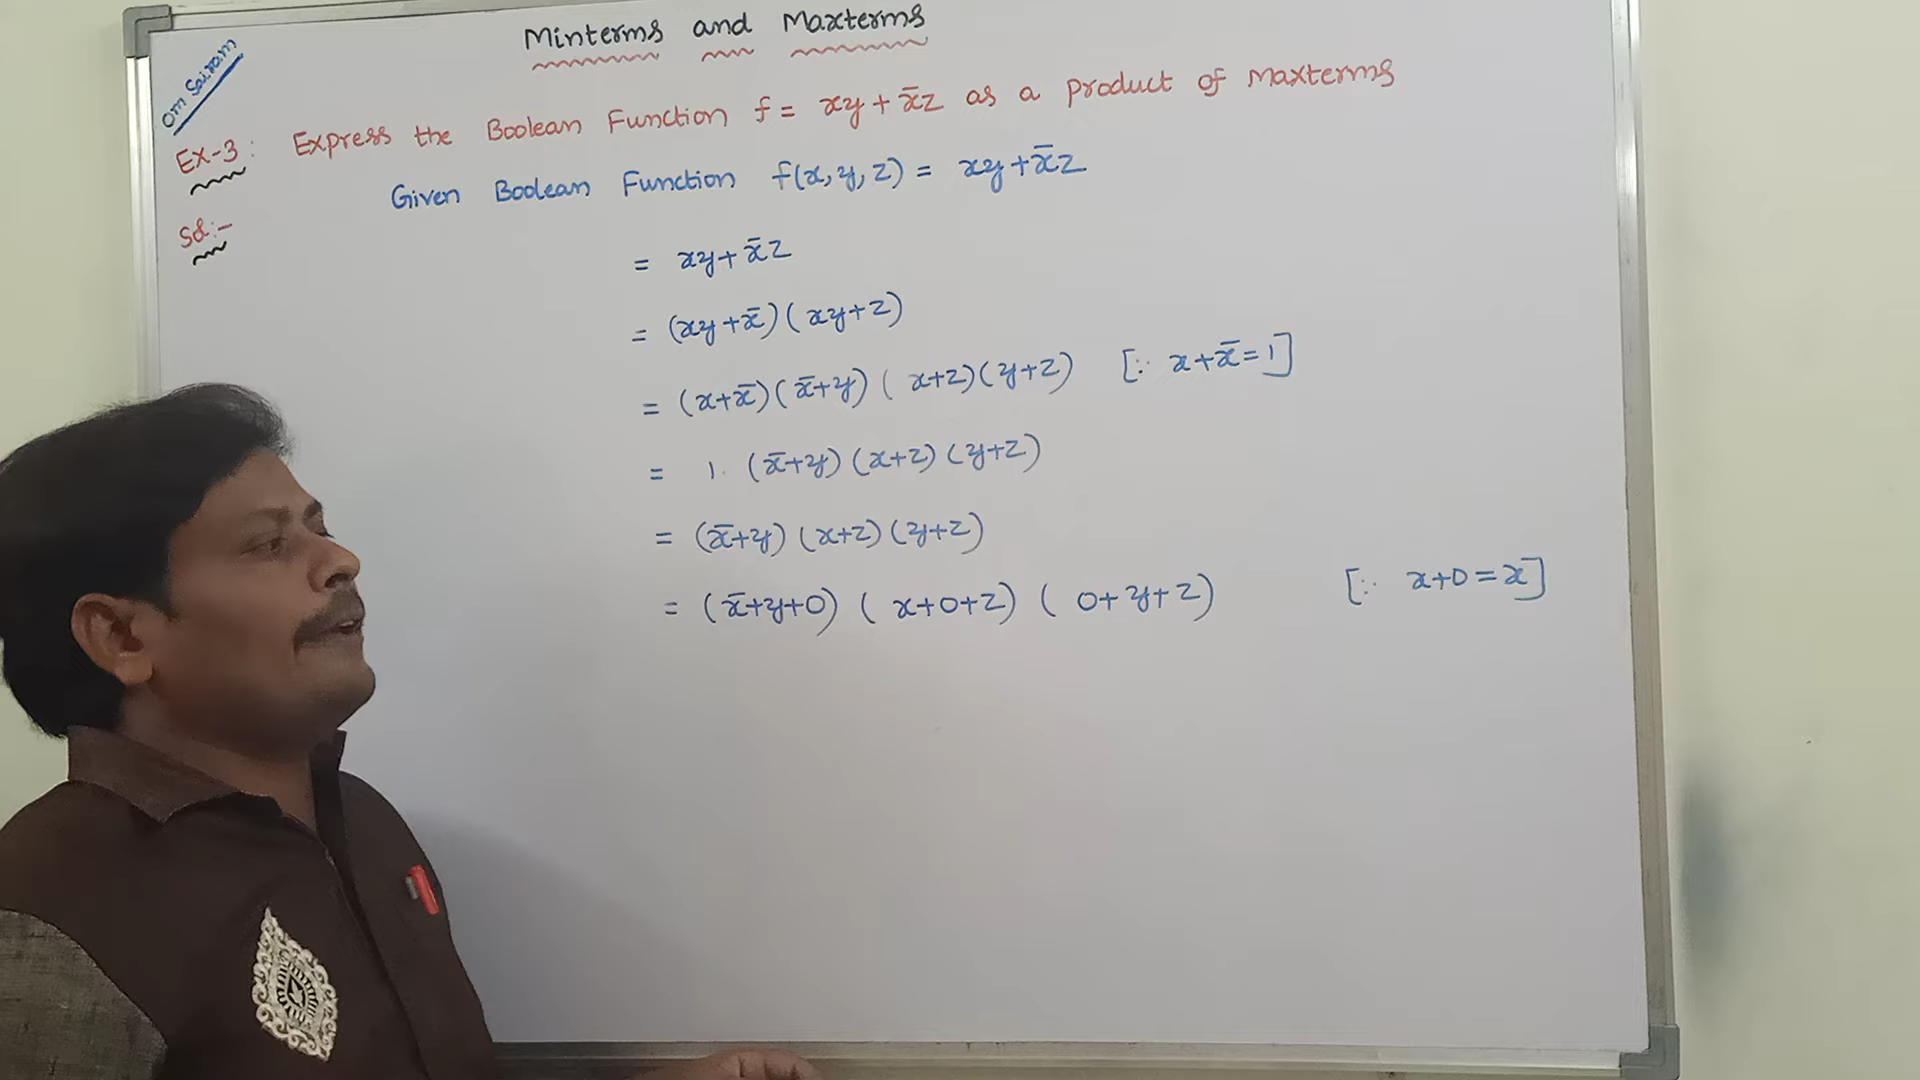 Minterms and Maxterms
Om Sairam
Ex-3: Express the Boolean Function f = xy + x̄z as a product of Maxterms
Sol:- Given Boolean Function f(x, y, z) = xy + x̄z
= xy + x̄z
= (xy + x̄) (xy + z)
= (x + x̄) (x̄ + y) (x + z) (y + z) [∵ x + x̄ = 1]
= 1. (x̄ + y) (x + z) (y + z)
= (x̄ + y) (x + z) (y + z)
= (x̄ + y + 0) (x + 0 + z) (0 + y + z) [∵ x + 0 = x]